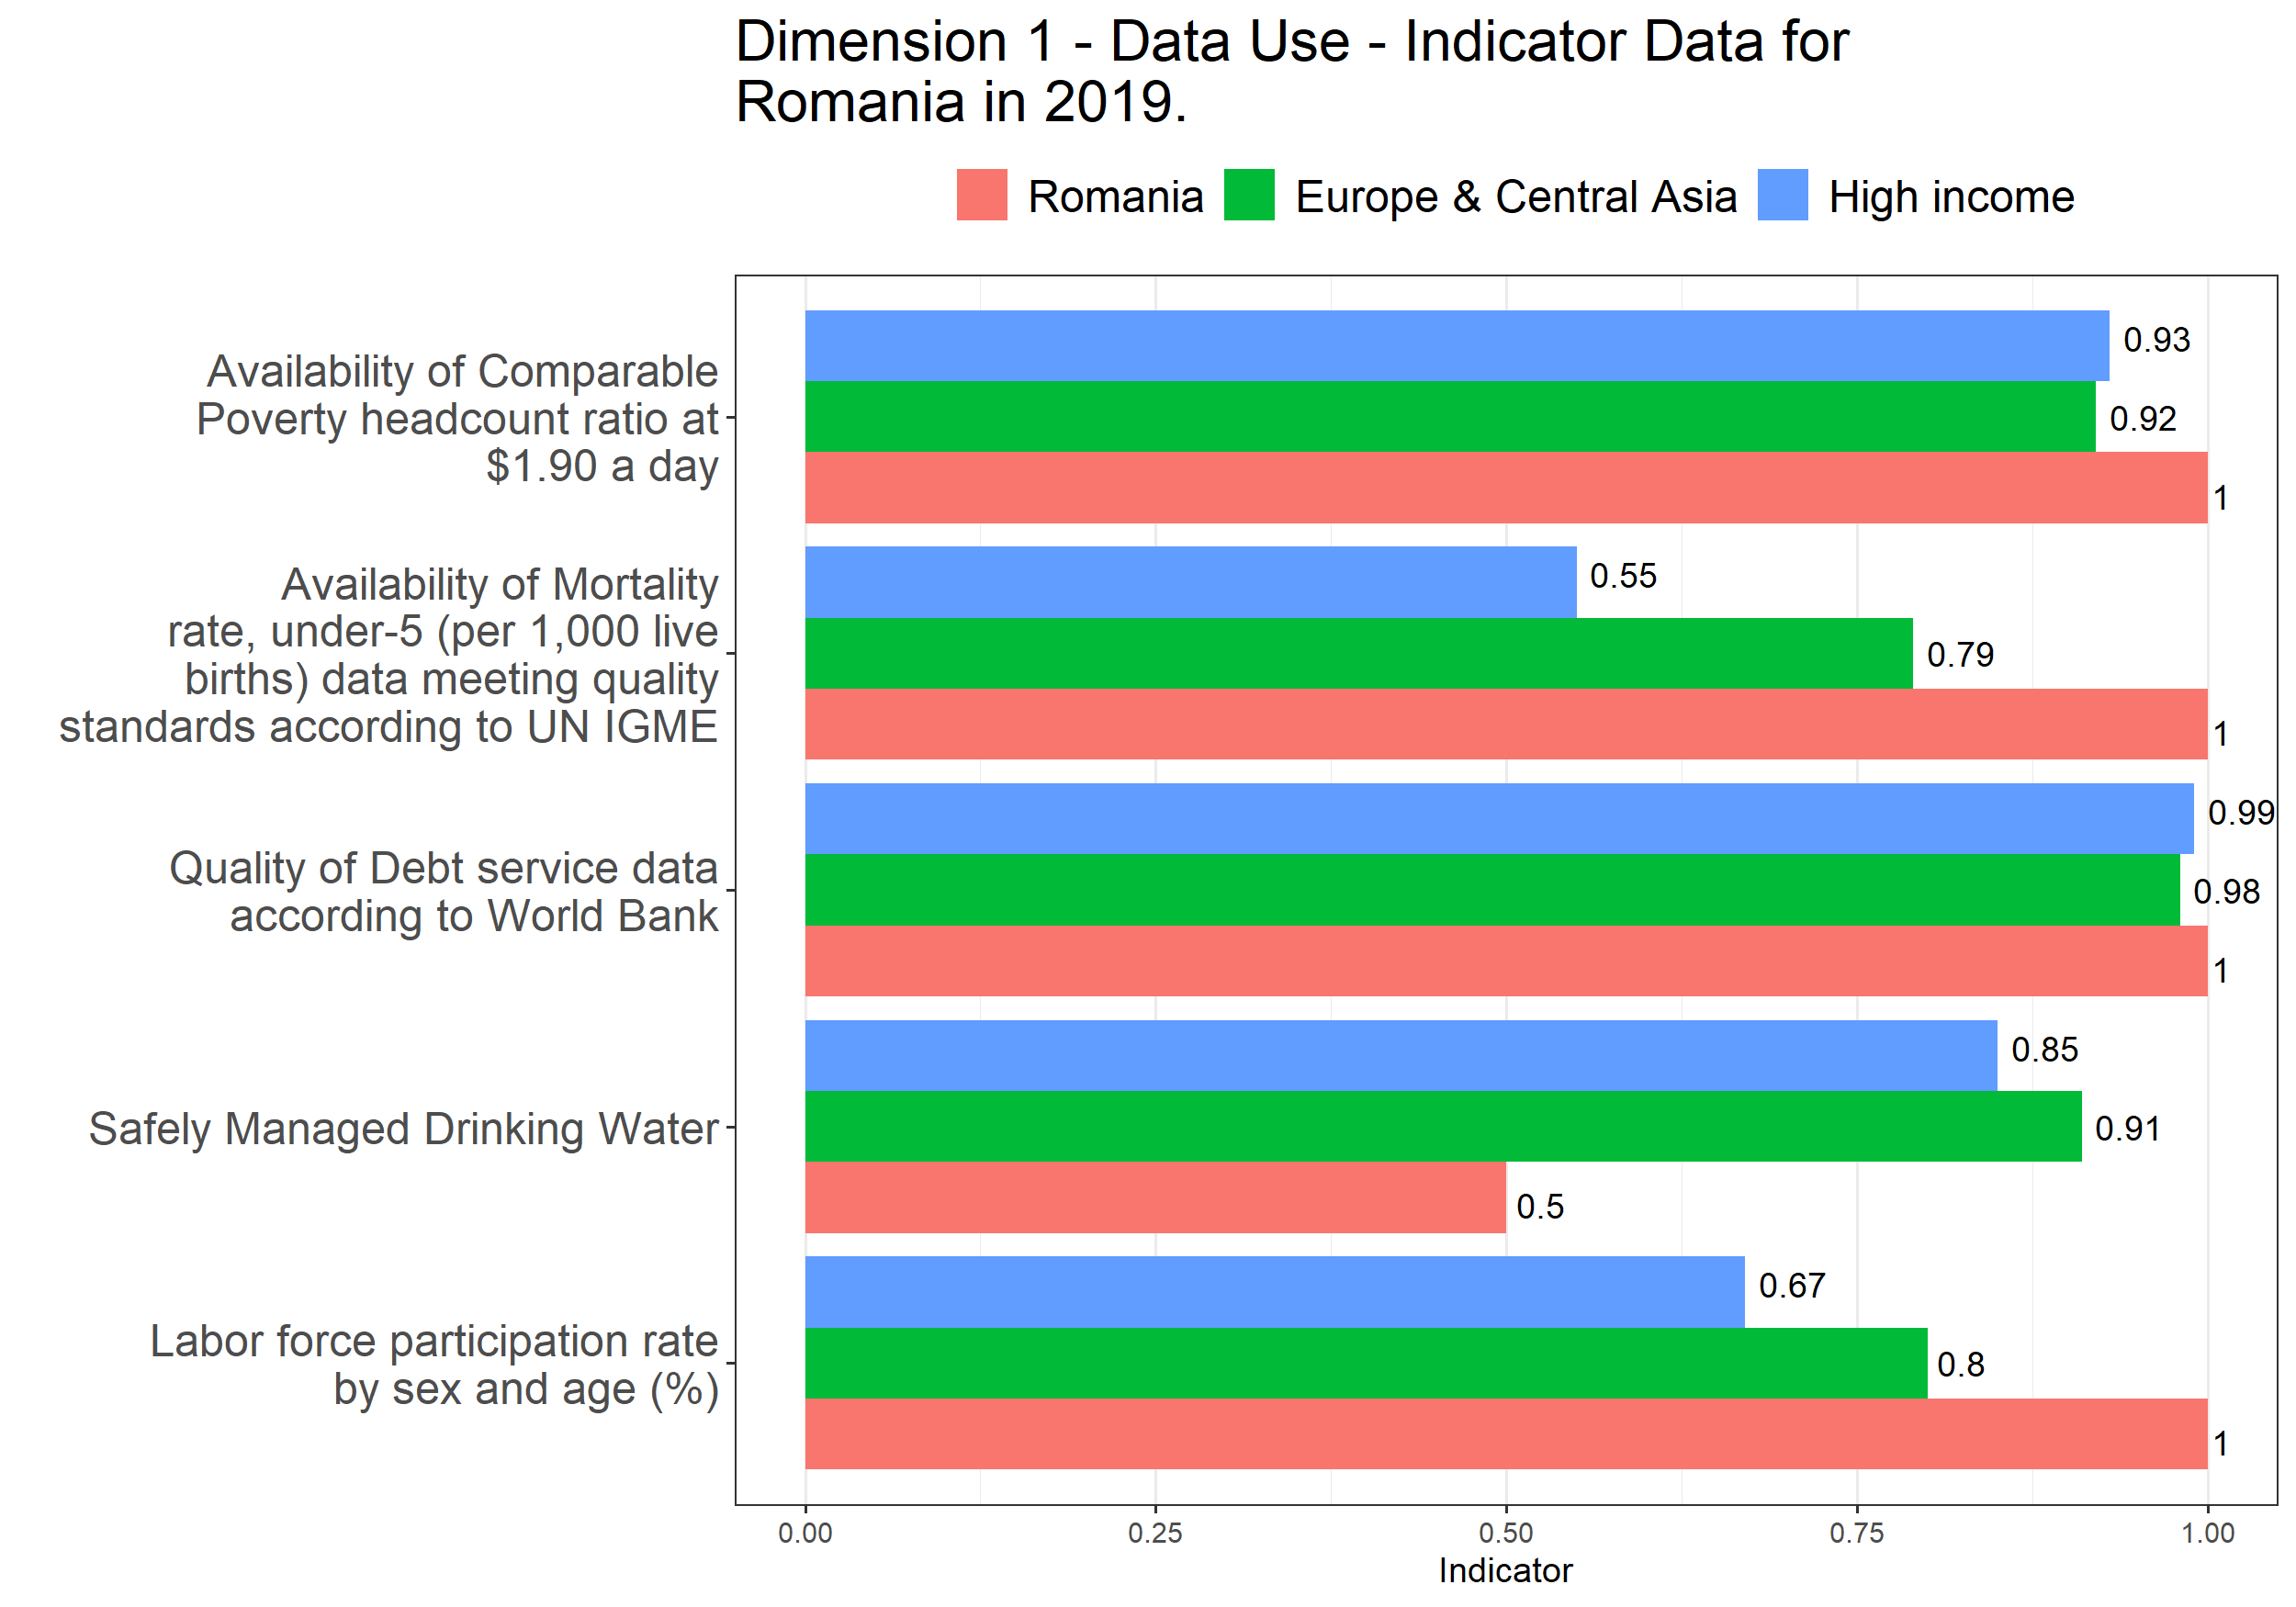 Dimension 1 - Data Use - Indicator Data for
Romania in 2019.
Romania
Europe & Central Asia
High income
Availability of Comparable
Poverty headcount ratio at
$1.90 a day
0.93
0.92
1
Availability of Mortality
rate, under-5 (per 1,000 live
births) data meeting quality
standards according to UN IGME
0.55
0.79
1
Quality of Debt service data
according to World Bank
0.99
0.98
1
Safely Managed Drinking Water
0.85
0.91
0.5
Labor force participation rate
by sex and age (%)
0.67
0.8
1
0.00
0.25
0.50
0.75
1.00
Indicator